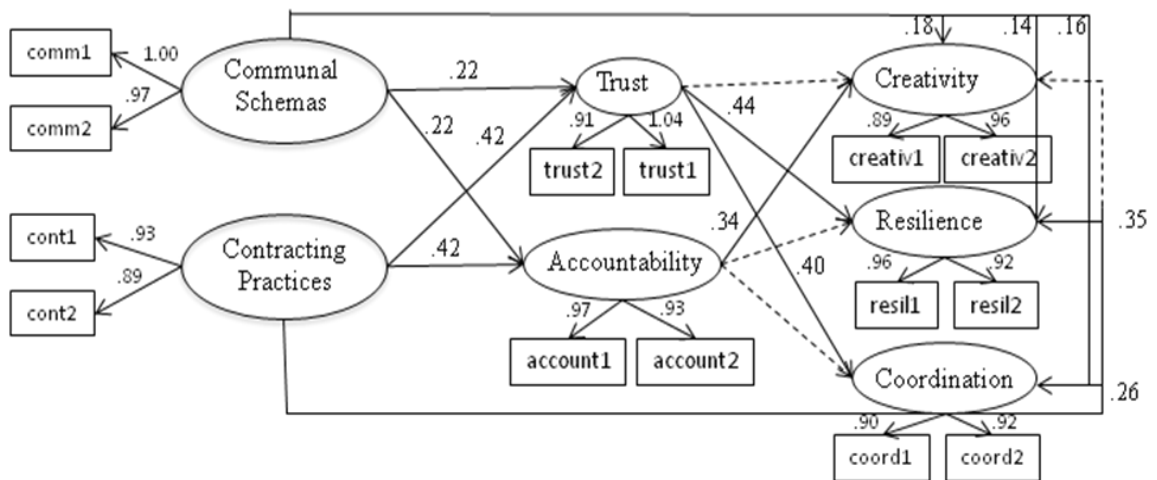 .18 .14 .16
comm1 1.00
Communal
Schemas
comm2 .97
.22
Trust
Creativity
.22
.42
.91 1.04
.44
.89 .96
trust2 trust1
creativ1 creativ2
cont1 .93
Contracting
Practices
cont2 .89
.42
Accountability
.34
Resilience
.35
.40
.96 .92
.97 .93
resil1 resil2
account1 account2
Coordination
.26
.90 .92
coord1 coord2